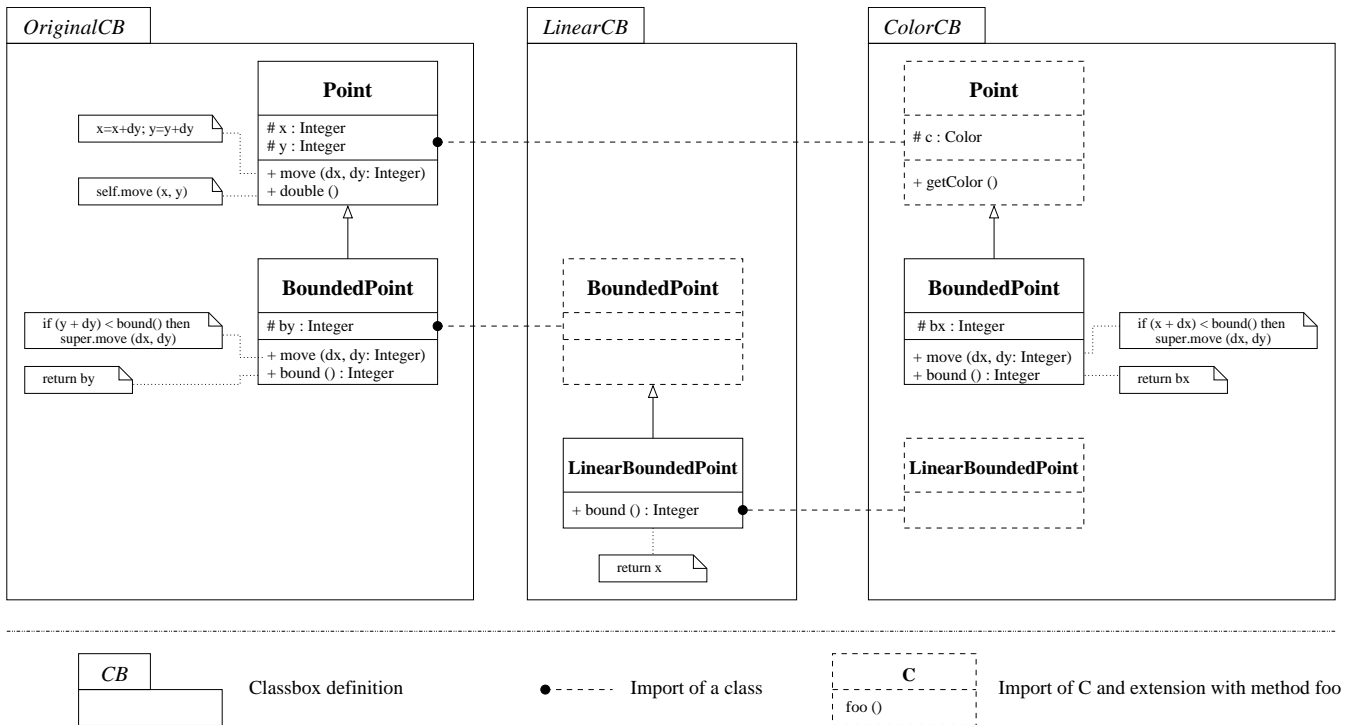 OriginalCB
Point
# x : Integer
# y : Integer
+ move (dx, dy: Integer)
+ double ()
x=x+dy; y=y+dy
self.move (x, y)
BoundedPoint
# by : Integer
+ move (dx, dy: Integer)
+ bound () : Integer
if (y + dy) < bound() then
super.move (dx, dy)
return by
LinearCB
BoundedPoint
LinearBoundedPoint
+ bound () : Integer
return x
ColorCB
Point
# c : Color
+ getColor ()
BoundedPoint
# bx : Integer
+ move (dx, dy: Integer)
+ bound () : Integer
if (x + dx) < bound() then
super.move (dx, dy)
return bx
LinearBoundedPoint
CB
Classbox definition
Import of a class
C
foo ()
Import of C and extension with method foo